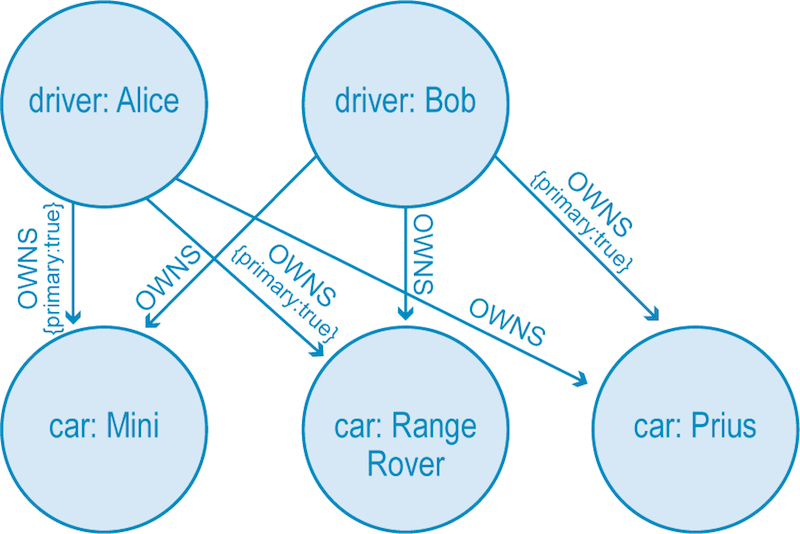 driver: Alice
driver: Bob
OWNS
{primary:true}
OWNS
OWNS
{primary:true}
OWNS
OWNS
{primary:true}
OWNS
car: Mini
car: Range
Rover
car: Prius